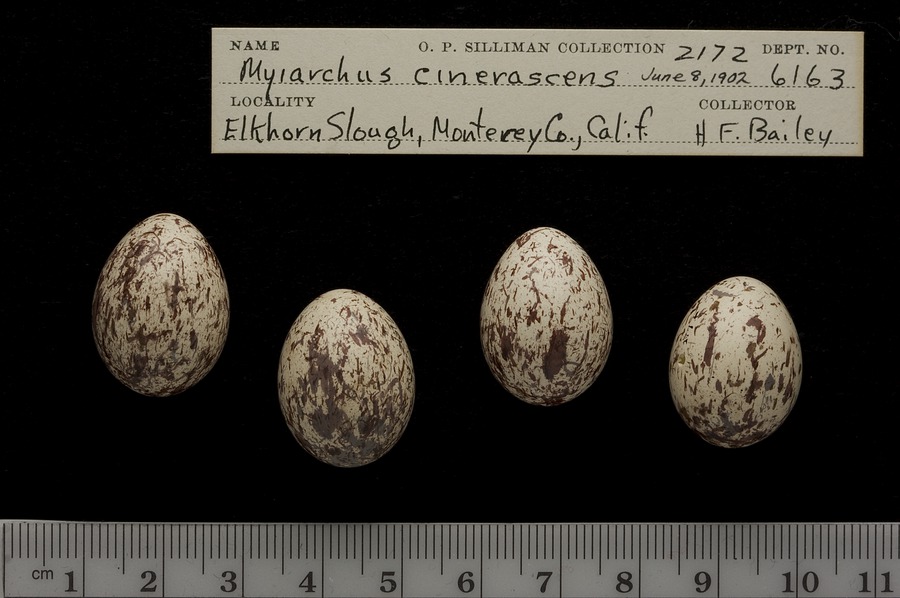 NAME O. P. SILLIMAN COLLECTION 2172 DEPT. NO.
Myiarchus cinerascens June 8, 1902 6163
LOCALITY COLLECTOR
Elkhorn Slough, Monterey Co., Calif. H F. Bailey
cm 1 2 3 4 5 6 7 8 9 10 11